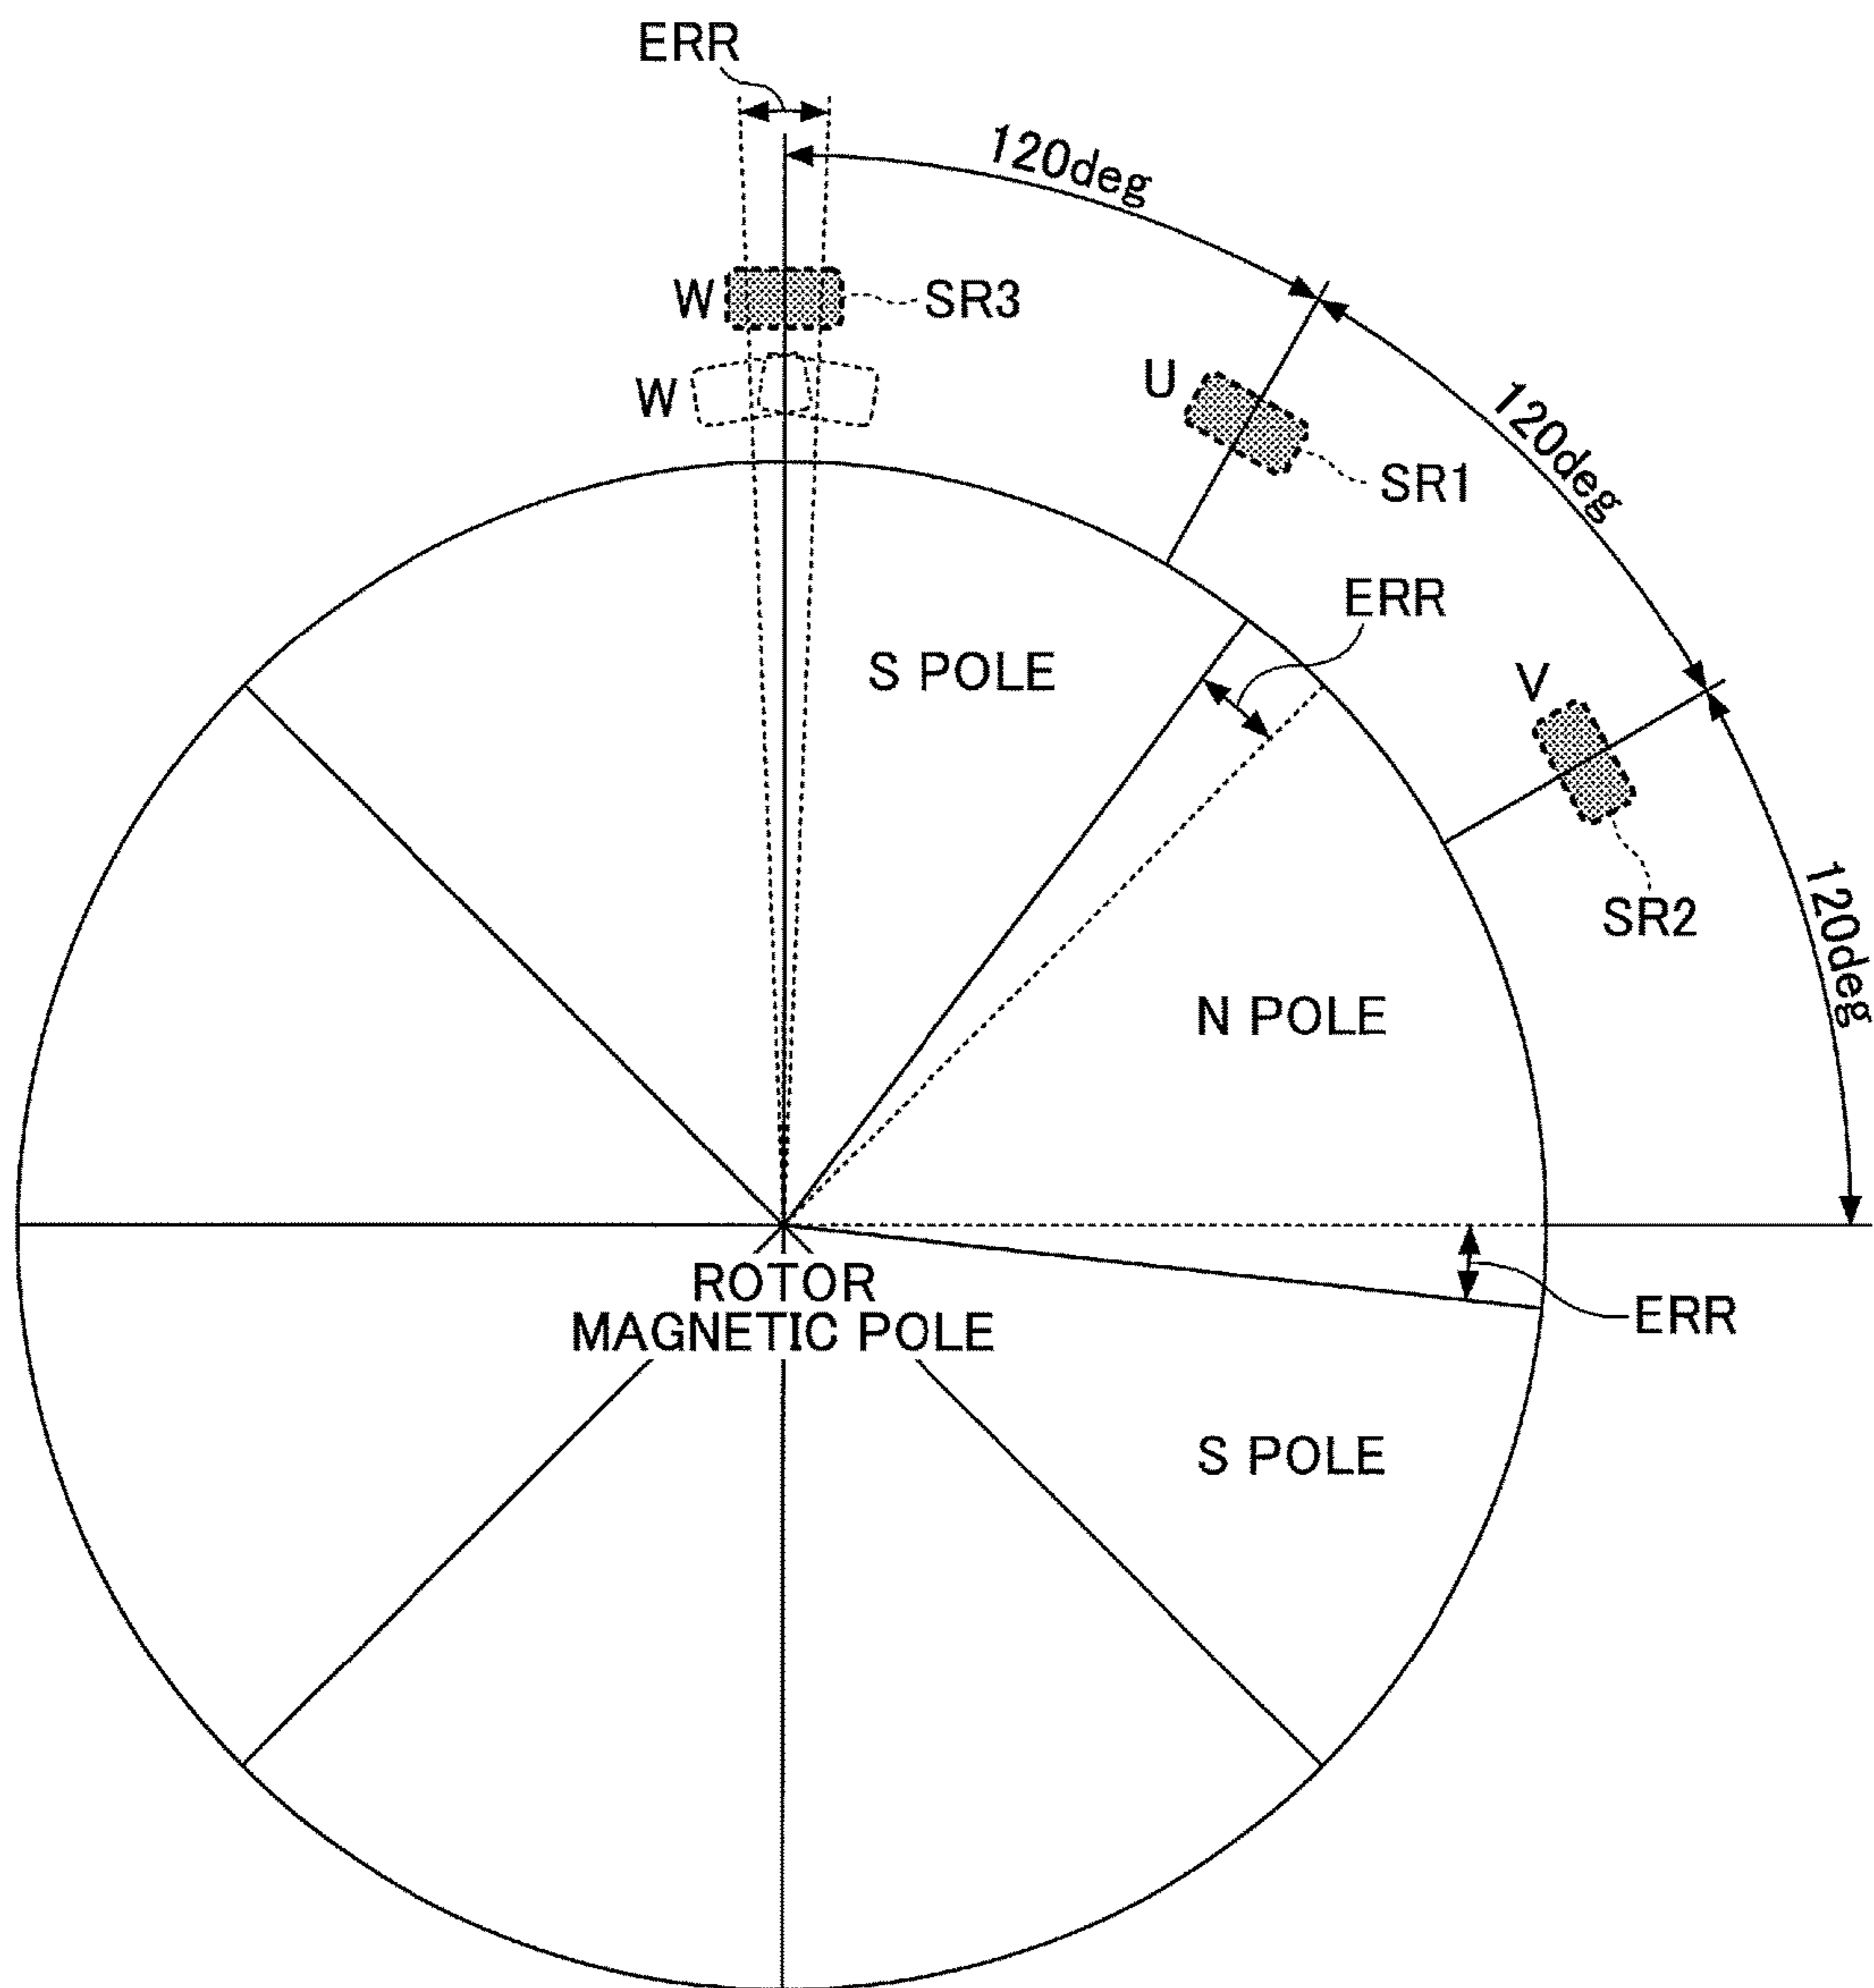 ERR
120deg
W
SR3
W
U
SR1
120deg
ERR
S POLE
V
SR2
120deg
N POLE
ROTOR
MAGNETIC POLE
ERR
S POLE